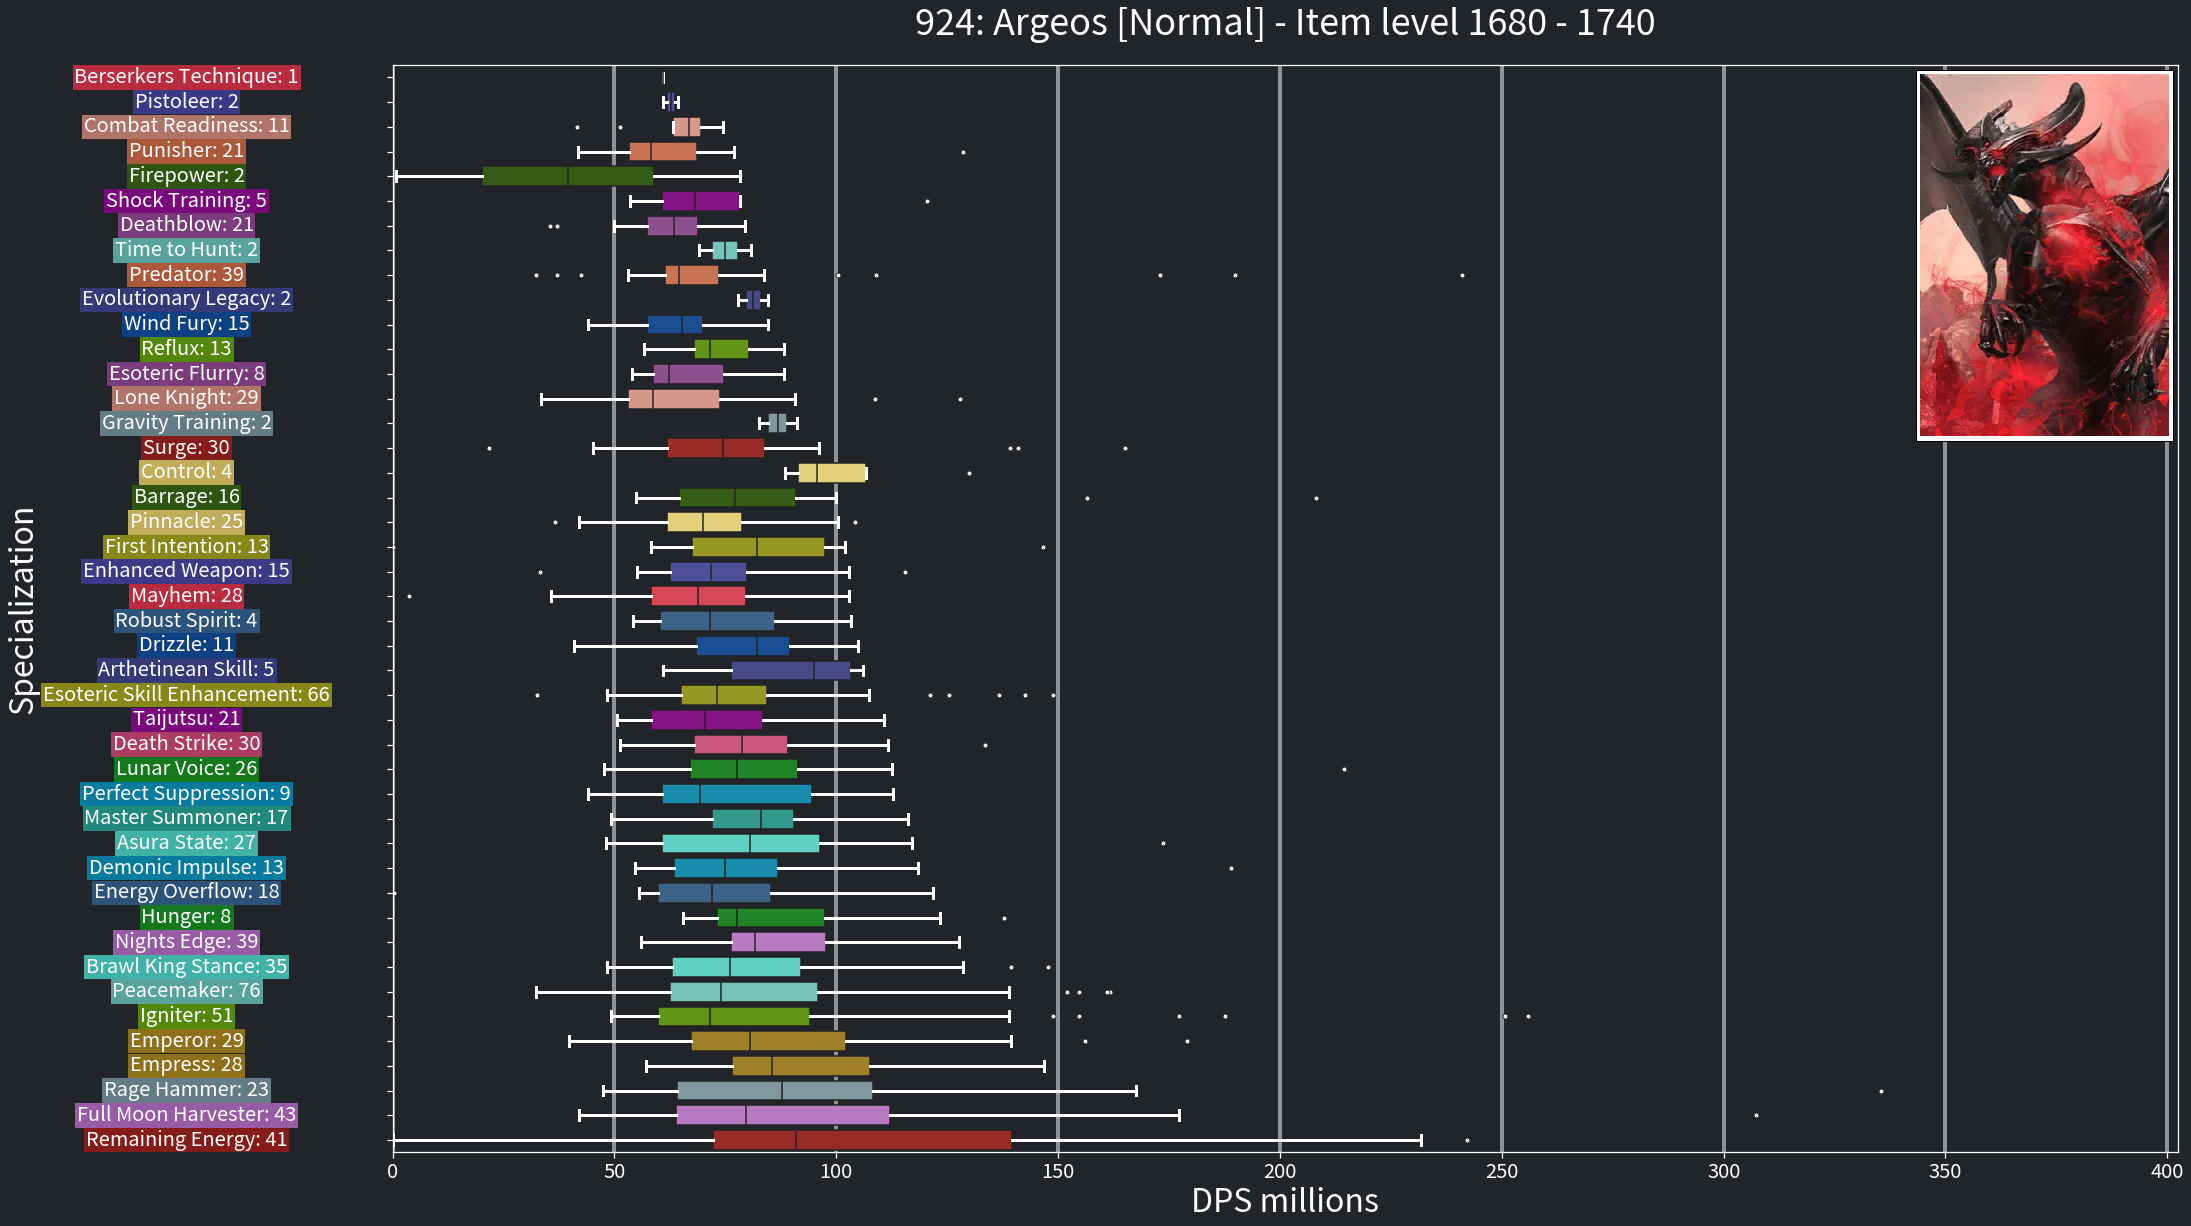 924: Argeos [Normal] - Item level 1680 - 1740
Specialization
Berserkers Technique: 1
Pistoleer: 2
Combat Readiness: 11
Punisher: 21
Firepower: 2
Shock Training: 5
Deathblow: 21
Time to Hunt: 2
Predator: 39
Evolutionary Legacy: 2
Wind Fury: 15
Reflux: 13
Esoteric Flurry: 8
Lone Knight: 29
Gravity Training: 2
Surge: 30
Control: 4
Barrage: 16
Pinnacle: 25
First Intention: 13
Enhanced Weapon: 15
Mayhem: 28
Robust Spirit: 4
Drizzle: 11
Arthetinean Skill: 5
Esoteric Skill Enhancement: 66
Taijutsu: 21
Death Strike: 30
Lunar Voice: 26
Perfect Suppression: 9
Master Summoner: 17
Asura State: 27
Demonic Impulse: 13
Energy Overflow: 18
Hunger: 8
Nights Edge: 39
Brawl King Stance: 35
Peacemaker: 76
Igniter: 51
Emperor: 29
Empress: 28
Rage Hammer: 23
Full Moon Harvester: 43
Remaining Energy: 41
0 50 100 150 200 250 300 350 400
DPS millions